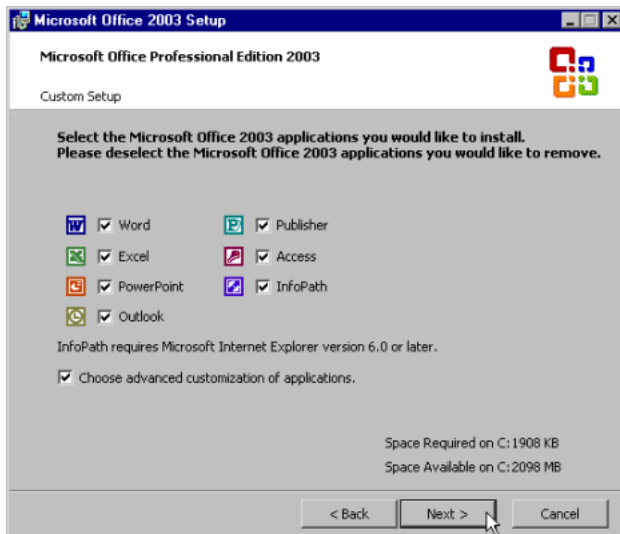 Microsoft Office 2003 Setup
Microsoft Office Professional Edition 2003
Custom Setup
Select the Microsoft Office 2003 applications you would like to install.
Please deselect the Microsoft Office 2003 applications you would like to remove.
Word
Publisher
Excel
Access
PowerPoint
InfoPath
Outlook
InfoPath requires Microsoft Internet Explorer version 6.0 or later.
Choose advanced customization of applications.
Space Required on C:1908 KB
Space Available on C:2098 MB
< Back
Next >
Cancel